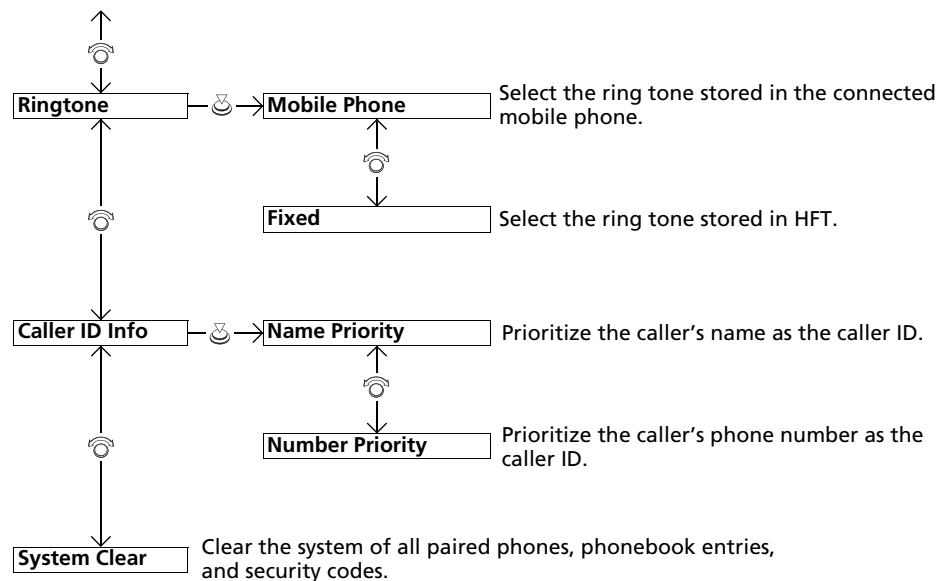 Ringtone
Mobile Phone
Select the ring tone stored in the connected
mobile phone.
Fixed
Select the ring tone stored in HFT.
Caller ID Info
Name Priority
Prioritize the caller’s name as the caller ID.
Number Priority
Prioritize the caller’s phone number as the
caller ID.
System Clear
Clear the system of all paired phones, phonebook entries,
and security codes.